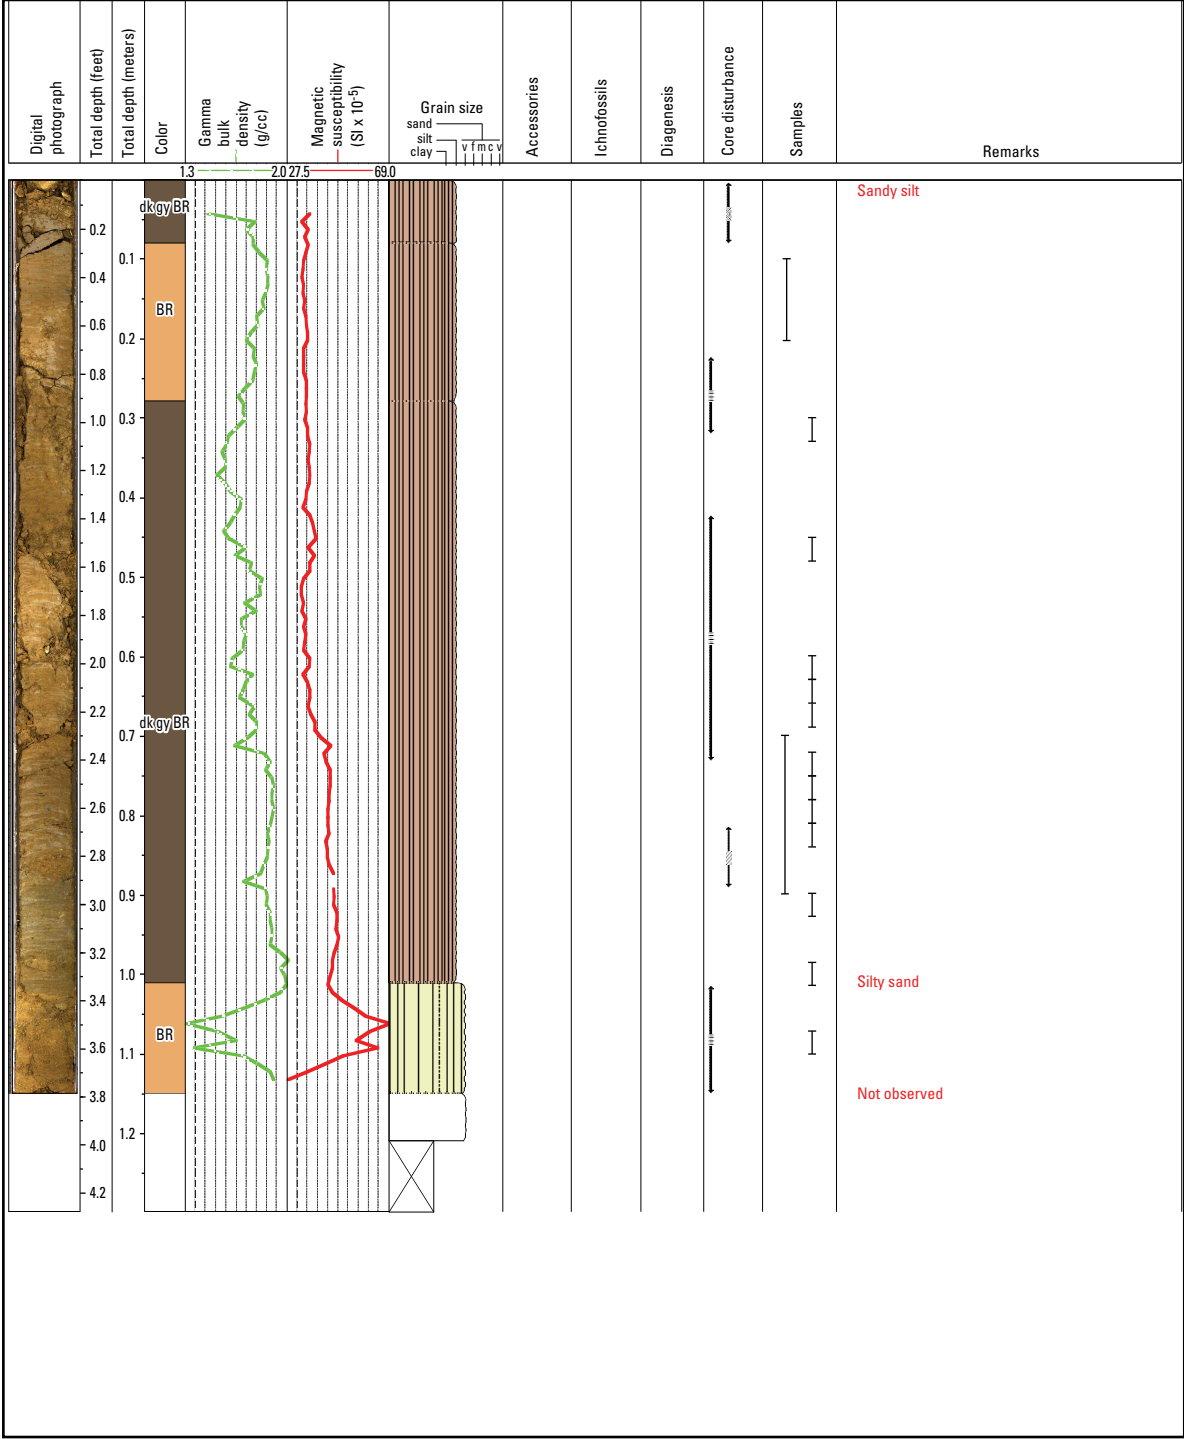 Digital
photograph
Total depth (feet)
Total depth (meters)
Color
Gamma
bulk
density
(g/cc)
Magnetic
susceptibility
(SI x 10-5)
Grain size
sand
silt
clay
v f m c v
Accessories
Ichnofossils
Diagenesis
Core disturbance
Samples
Remarks
1.3
2.0
27.5
69.0
dk gy BR
BR
dk gy BR
BR
0.2
0.4
0.6
0.8
1.0
1.2
1.4
1.6
1.8
2.0
2.2
2.4
2.6
2.8
3.0
3.2
3.4
3.6
3.8
4.0
4.2
0.1
0.2
0.3
0.4
0.5
0.6
0.7
0.8
0.9
1.0
1.1
1.2
Sandy silt
Silty sand
Not observed